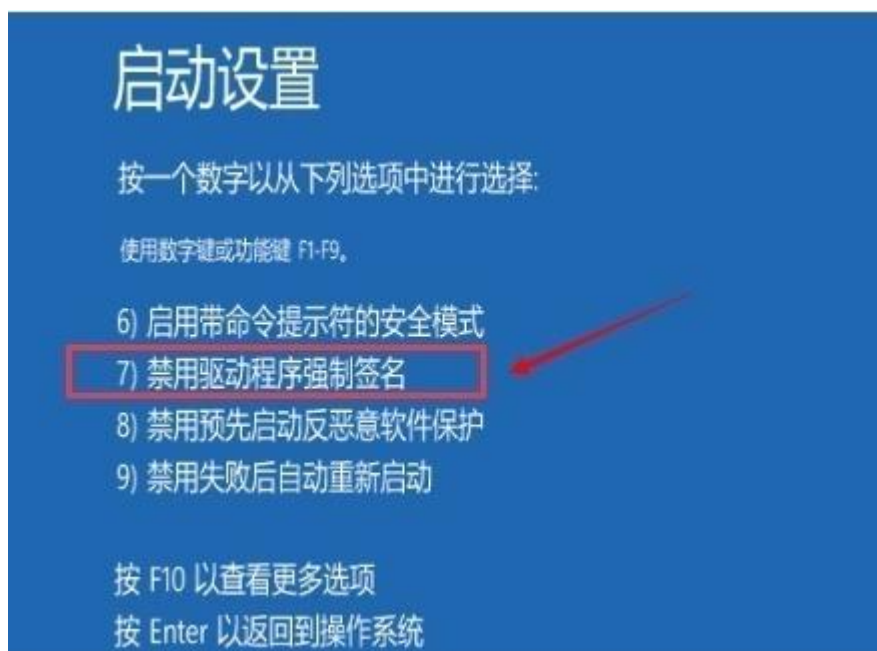 启动设置
按一个数字以从下列选项中进行选择:
使用数字键或功能键 F1-F9。
6) 启用带命令提示符的安全模式
7) 禁用驱动程序强制签名
8) 禁用预先启动反恶意软件保护
9) 禁用失败后自动重新启动
按 F10 以查看更多选项
按 Enter 以返回到操作系统